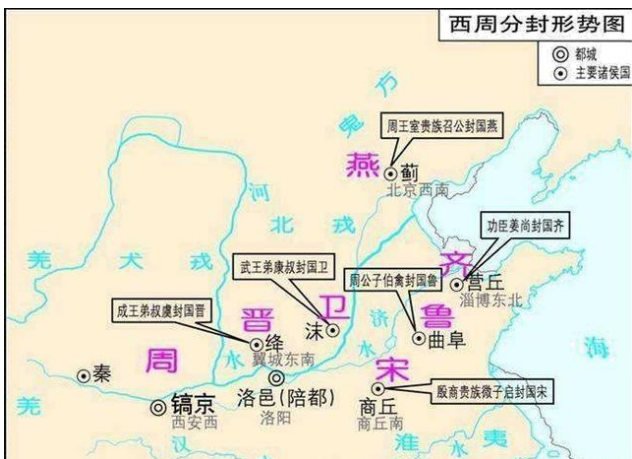 西周分封形势图
都城
主要诸侯国
鬼方
周王室贵族召公封国燕
燕
蓟
北京西南
河
北戎
羌 犬戎
功臣姜尚封国齐
武王弟康叔封国卫
齐
营丘
淄博东北
周公子伯禽封国鲁
成王弟叔虞封国晋
晋
卫
沫
济
水
鲁
曲阜
绛
翼城东南
水
周
秦
宋
海
洛邑(陪都)
洛阳
镐京
西安西
商丘
商丘南
殷商贵族微子启封国宋
羌
汉
淮
水
夷